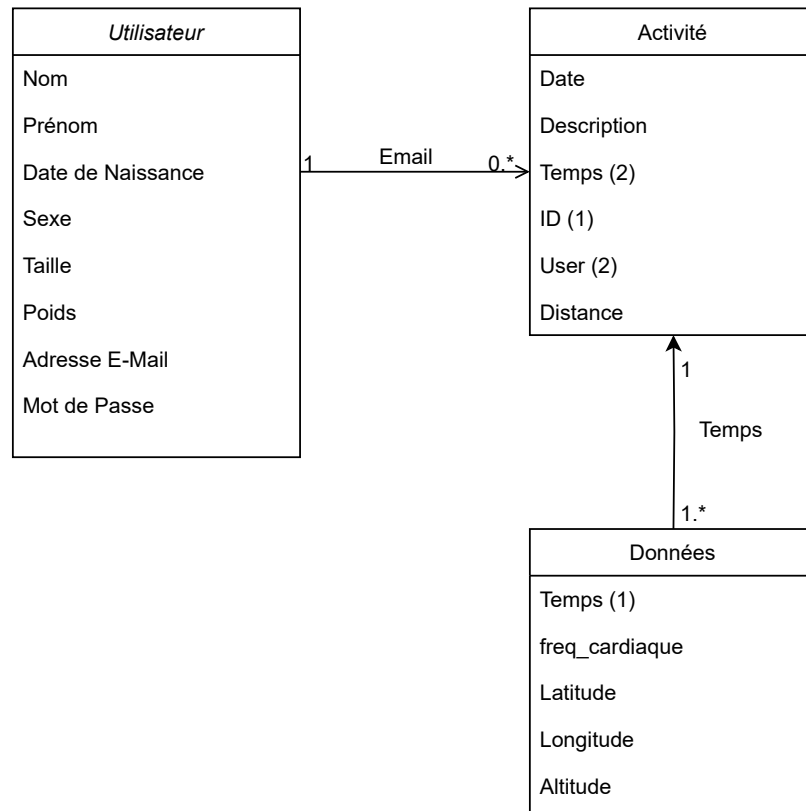 Utilisateur
Nom
Prénom
Date de Naissance
Sexe
Taille
Poids
Adresse E-Mail
Mot de Passe
1
Email
0.*
Activité
Date
Description
Temps (2)
ID (1)
User (2)
Distance
1
Temps
1.*
Données
Temps (1)
freq_cardiaque
Latitude
Longitude
Altitude